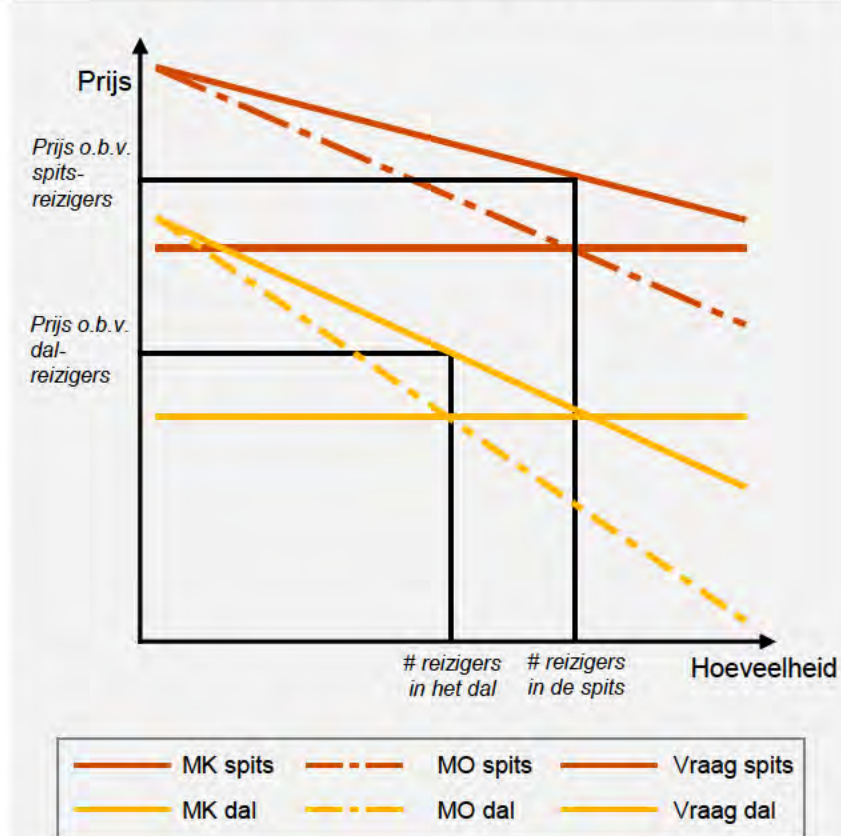 Prijs
Prijs o.b.v.
spits-
reizigers
Prijs o.b.v.
dal-
reizigers
# reizigers
in het dal
# reizigers
in de spits
Hoeveelheid
MK spits
MO spits
Vraag spits
MK dal
MO dal
Vraag dal